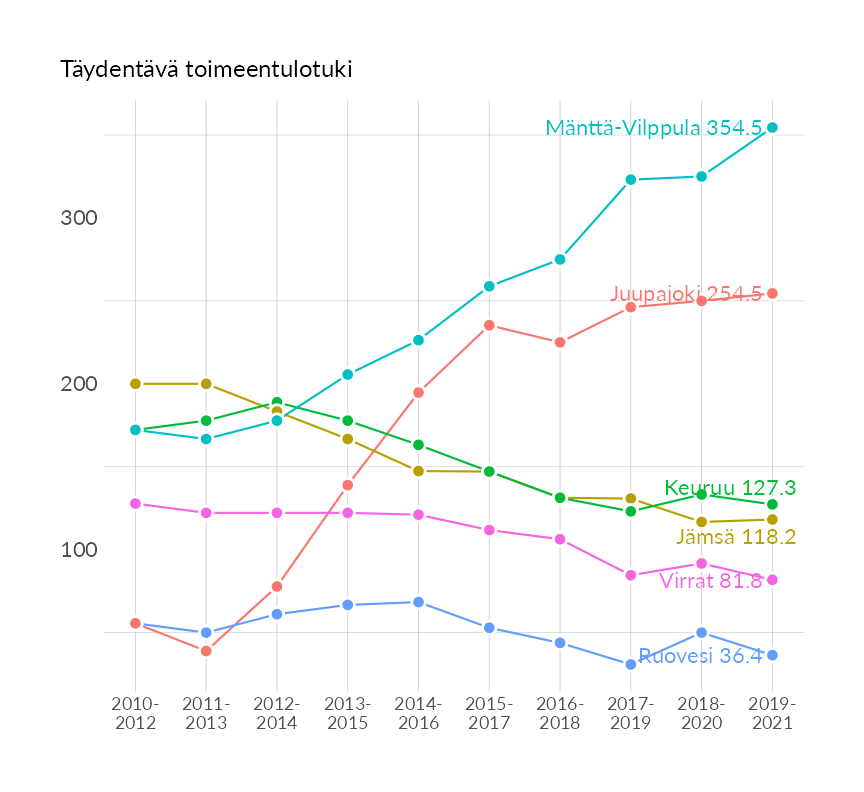 Täydentävä toimeentulotuki
Mänttä-Vilppula 354.5
300
Juupajoki 254.5
200
Keuruu 127.3
Jämsä 118.2
100
Virrat 81.8
Ruovesi 36.4
2010- 2011- 2012- 2013- 2014- 2015- 2016- 2017- 2018- 2019-
2012 2013 2014 2015 2016 2017 2018 2019 2020 2021